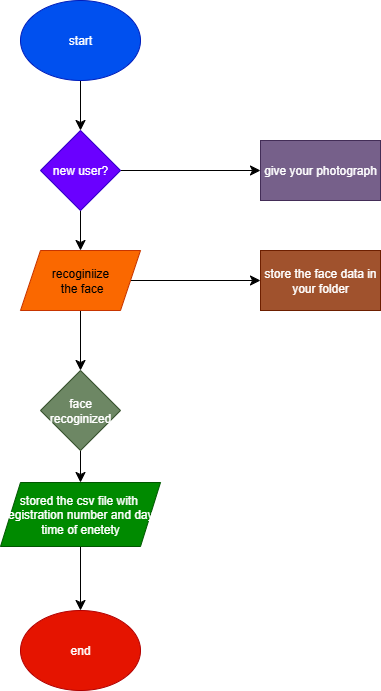 start
new user?
give your photograph
recoginiize
the face
store the face data in
your folder
face
recoginized
stored the csv file with
egistration number and day
time of enetety
end